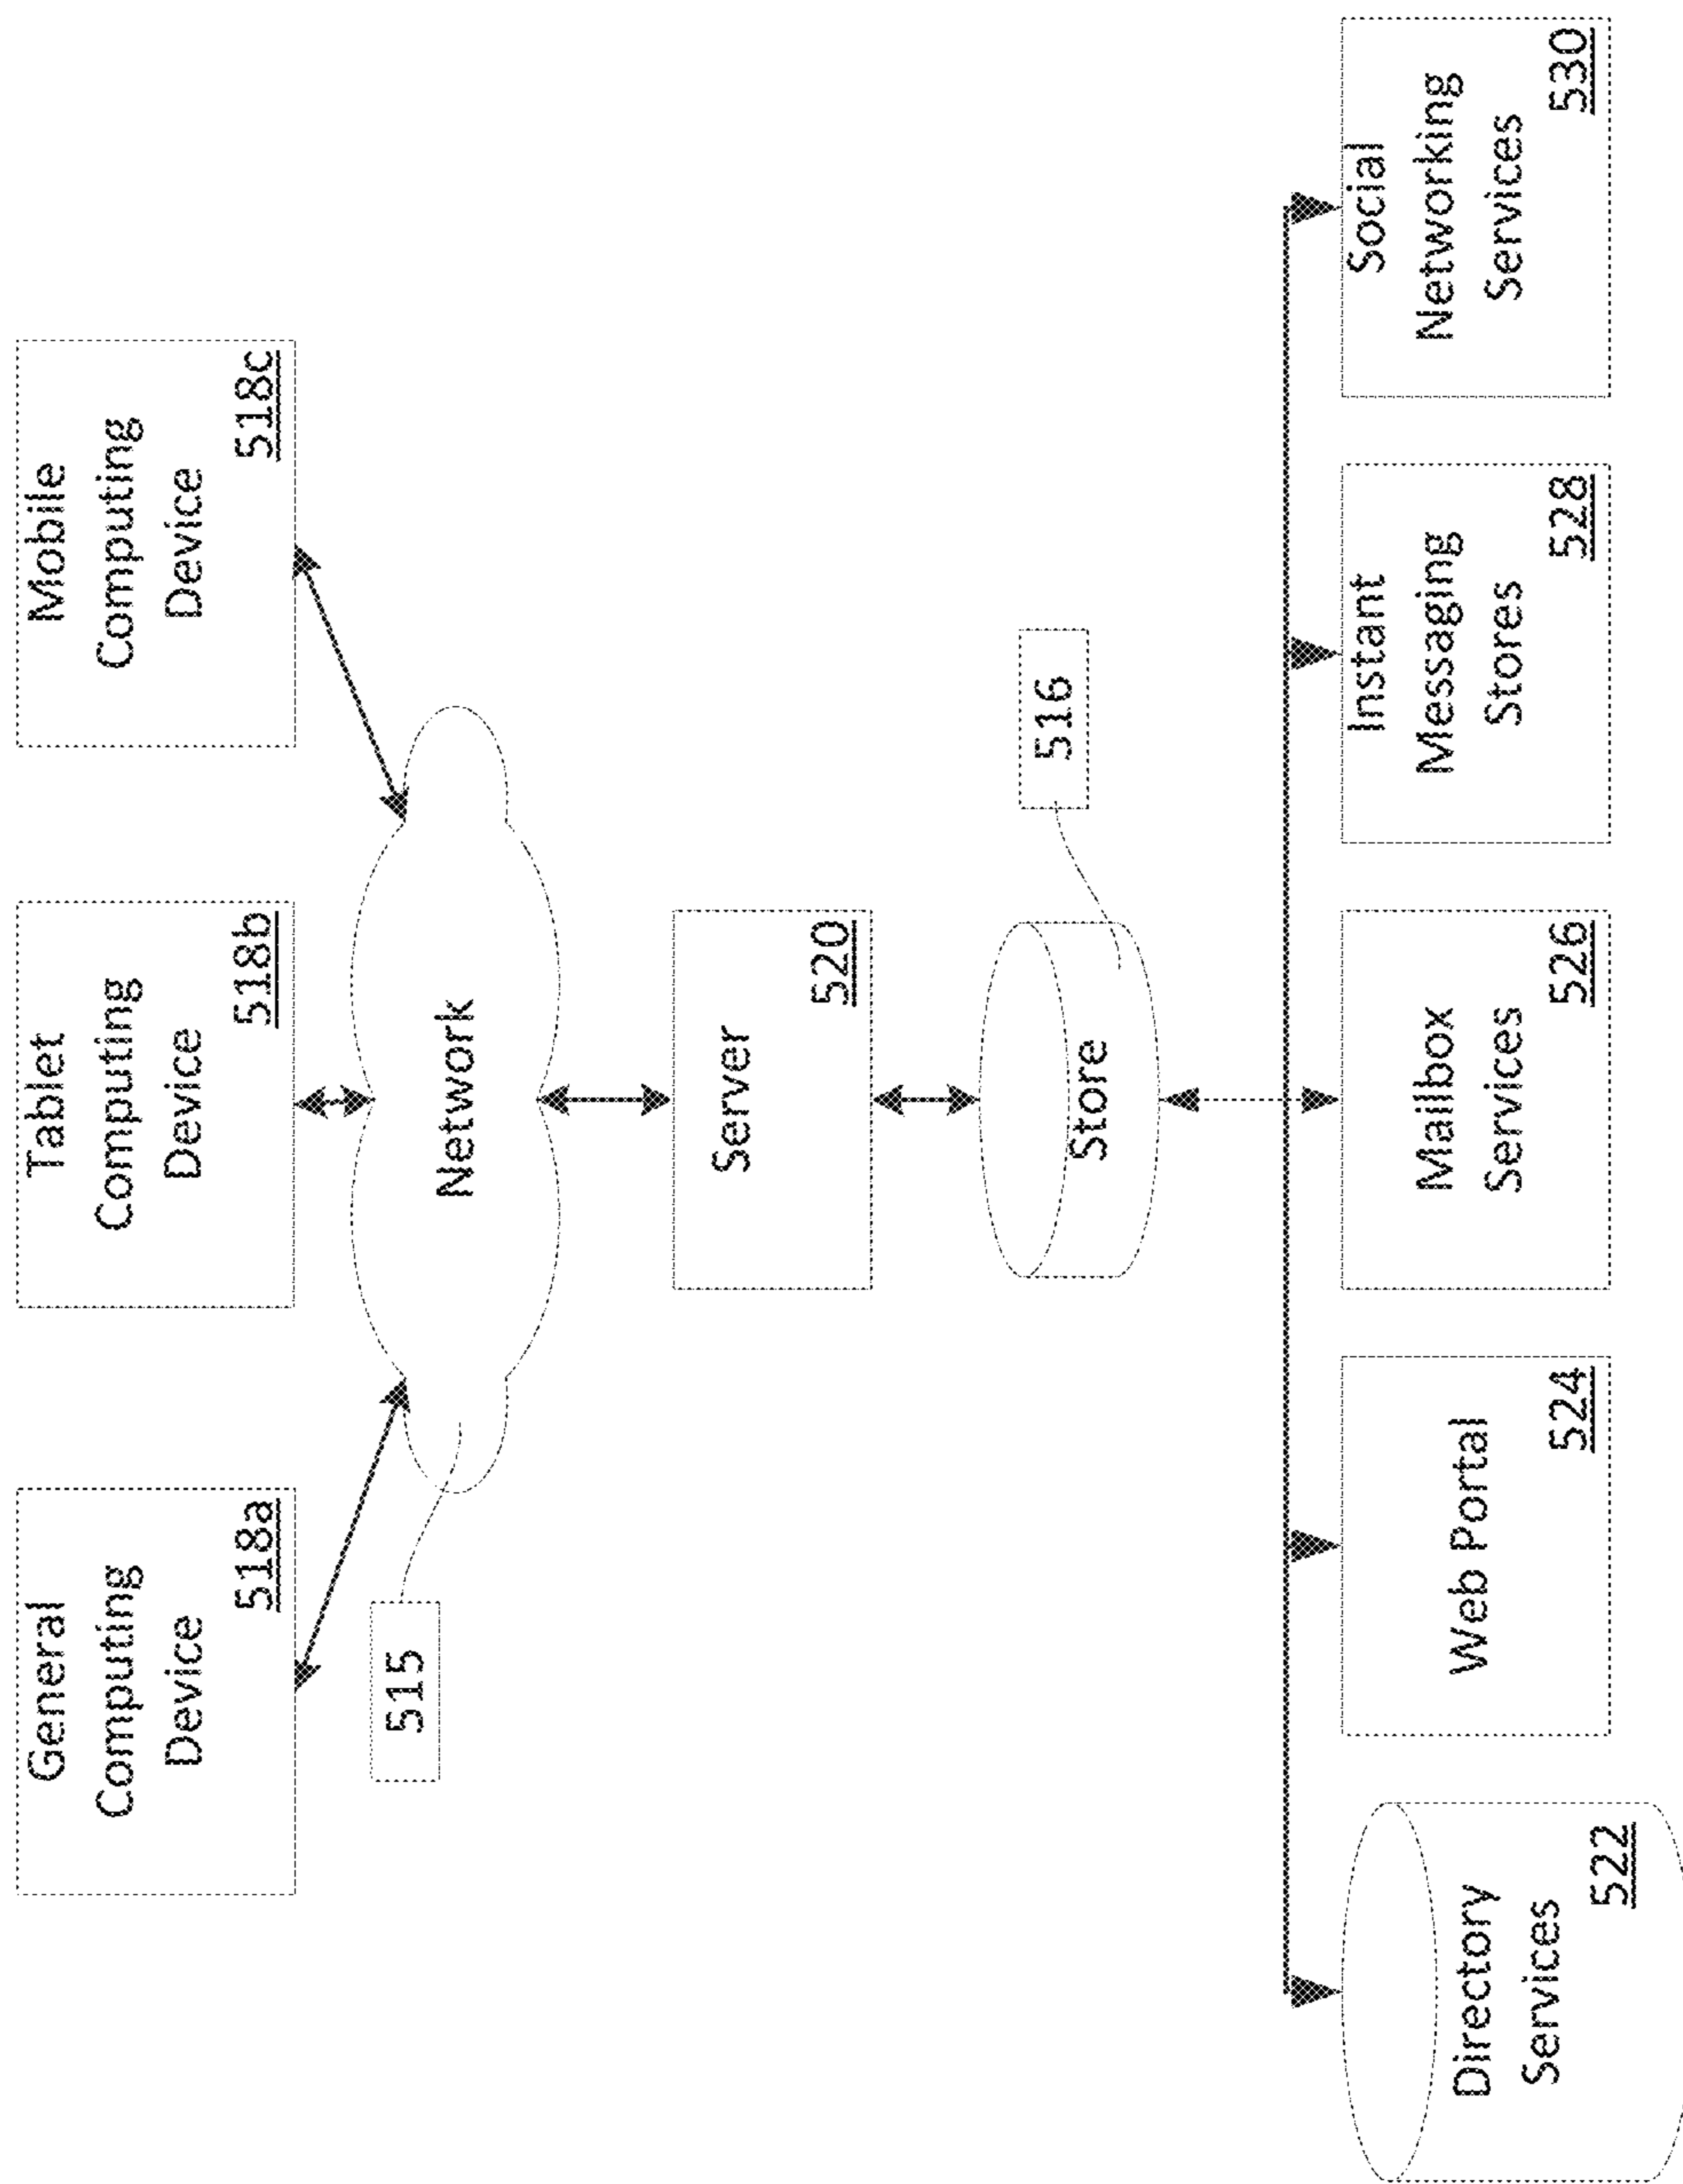 General
Computing
Device
518a
Tablet
Computing
Device
518b
Mobile
Computing
Device
518c
515
Network
Server
520
516
Store
Directory
Services
522
Web Portal
524
Mailbox
Services
526
Instant
Messaging
Stores
528
Social
Networking
Services
530